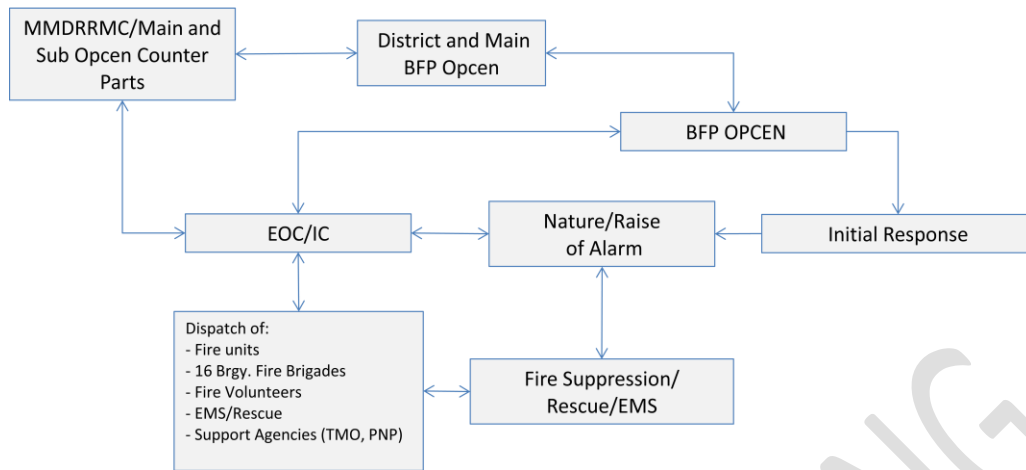 MMDRRMC/Main and
Sub Opcen Counter
Parts
District and Main
BFP Opcen
BFP OPCEN
EOC/IC
Nature/Raise
of Alarm
Initial Response
Dispatch of:
- Fire units
- 16 Brgy. Fire Brigades
- Fire Volunteers
- EMS/Rescue
- Support Agencies (TMO, PNP)
Fire Suppression/
Rescue/EMS
NG